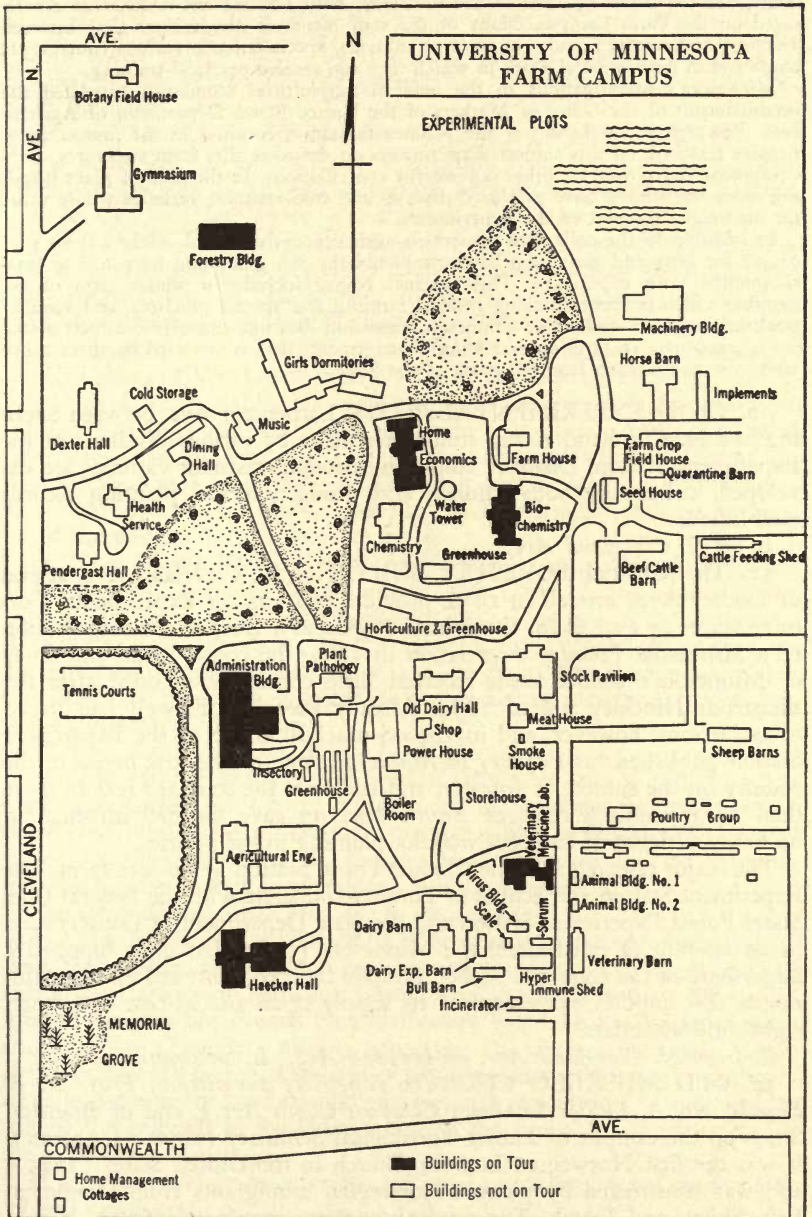 AVE.
N
UNIVERSITY OF MINNESOTA
FARM CAMPUS
AVE. N.
Botany Field House
EXPERIMENTAL PLOTS
Gymnasium
Forestry Bldg.
Machinery Bldg.
Girls Dormitories
Horse Barn
Cold Storage
Implements
Music
Dexter Hall
Dining
Hall
Home
Economics
Farm House
Farm Crop
Field House
Quarantine Barn
Seed House
Health
Service
Water
Tower
Bio-
chemistry
Chemistry
Greenhouse
Pendergast Hall
Beef Cattle
Barn
Cattle Feeding Shed
Horticulture & Greenhouse
Tennis Courts
Administration
Bldg.
Plant
Pathology
Old Dairy Hall
Stock Pavilion
Shop
Meat House
Power House
Smoke
House
Sheep Barns
Insectory
Greenhouse
Boiler
Room
Storehouse
Poultry Group
CLEVELAND
Agricultural Eng.
Veterinary
Medicine Lab.
Virus Bldg.
Scale
Serum
Animal Bldg. No. 1
Animal Bldg. No. 2
Dairy Barn
Veterinary Barn
Haecker Hall
Dairy Exp. Barn
Bull Barn
Hyper
Immune Shed
Incinerator
MEMORIAL
GROVE
AVE.
COMMONWEALTH
Home Management
Cottages
Buildings on Tour
Buildings not on Tour